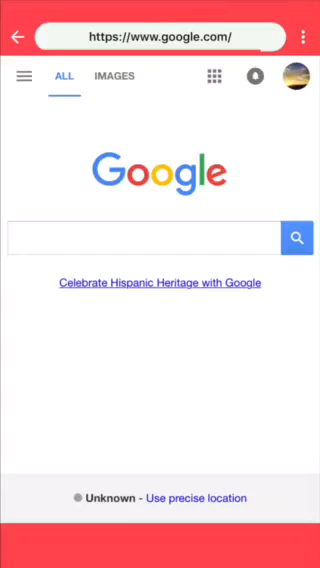 https://www.google.com/
ALL IMAGES
Google
Celebrate Hispanic Heritage with Google
Unknown - Use precise location